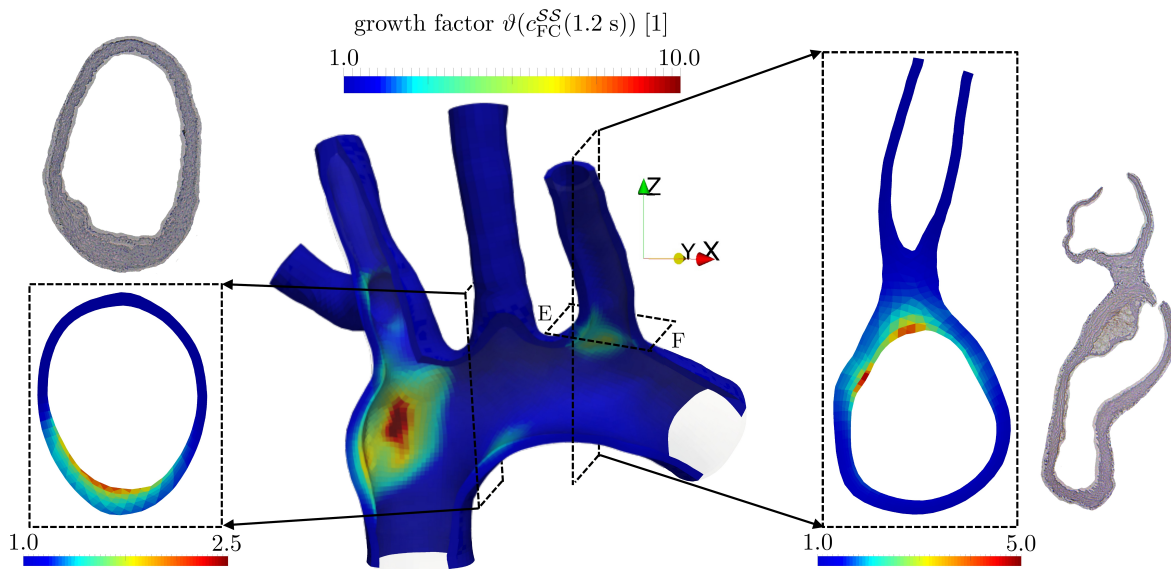 growth factor ϑ(c_FC^SS(1.2 s)) [1]
1.0 10.0
Z
Y X
E
F
1.0 2.5
1.0 5.0